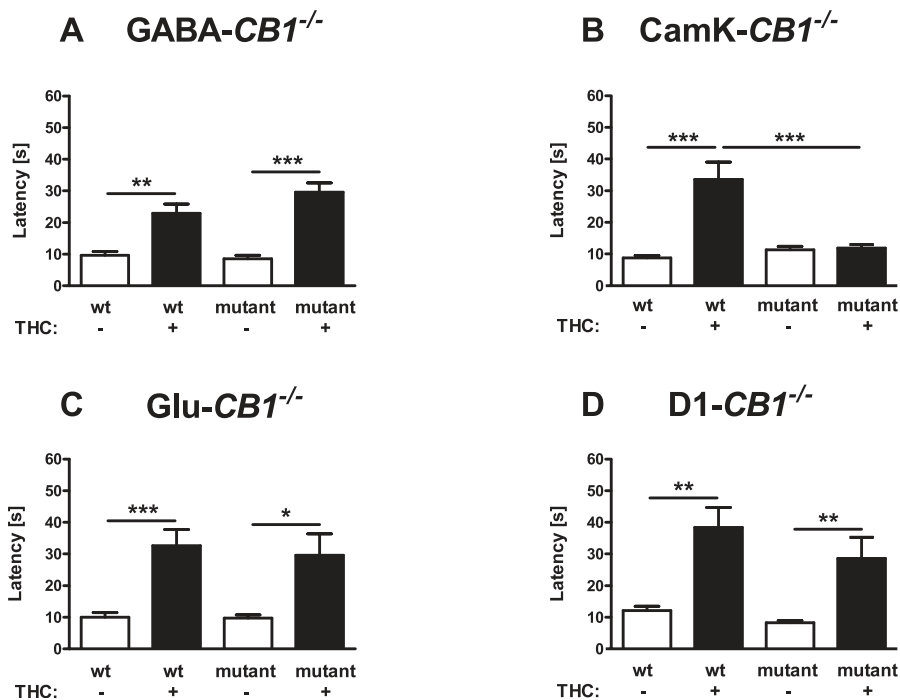 A GABA-CB1-/-
Latency [s]
60
50
40
30
20
10
0
** ***
wt wt mutant mutant
THC: - + - +
B CamK-CB1-/-
Latency [s]
60
50
40
30
20
10
0
*** ***
wt wt mutant mutant
THC: - + - +
C Glu-CB1-/-
Latency [s]
60
50
40
30
20
10
0
*** *
wt wt mutant mutant
THC: - + - +
D D1-CB1-/-
Latency [s]
60
50
40
30
20
10
0
** **
wt wt mutant mutant
THC: - + - +